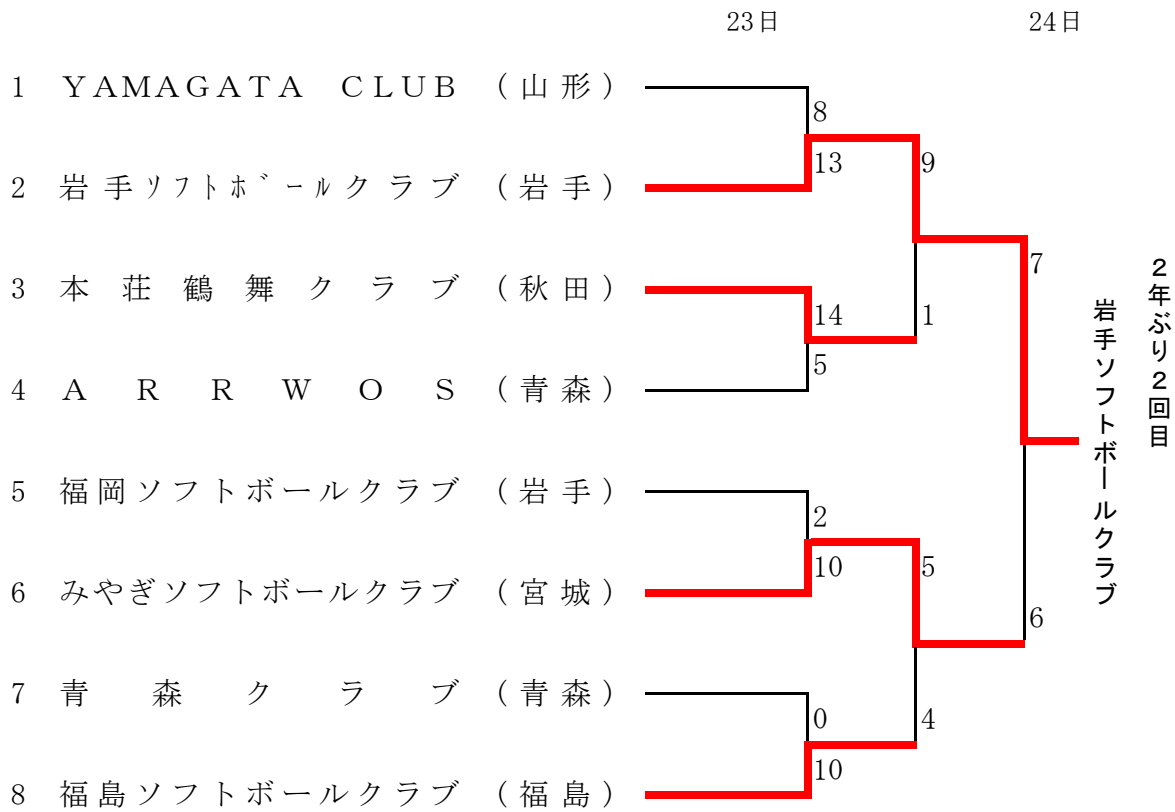 23日 24日
1 YAMAGATA CLUB (山形)
8
13 9
2 岩手ソフトボールクラブ (岩手)
7
3 本荘鶴舞クラブ (秋田)
14 1
5
4 ARRWOS (青森)
2年ぶり2回目
岩手ソフトボールクラブ
5 福岡ソフトボールクラブ (岩手)
2
10 5
6 みやぎソフトボールクラブ (宮城)
6
7 青森クラブ (青森)
0 4
10
8 福島ソフトボールクラブ (福島)